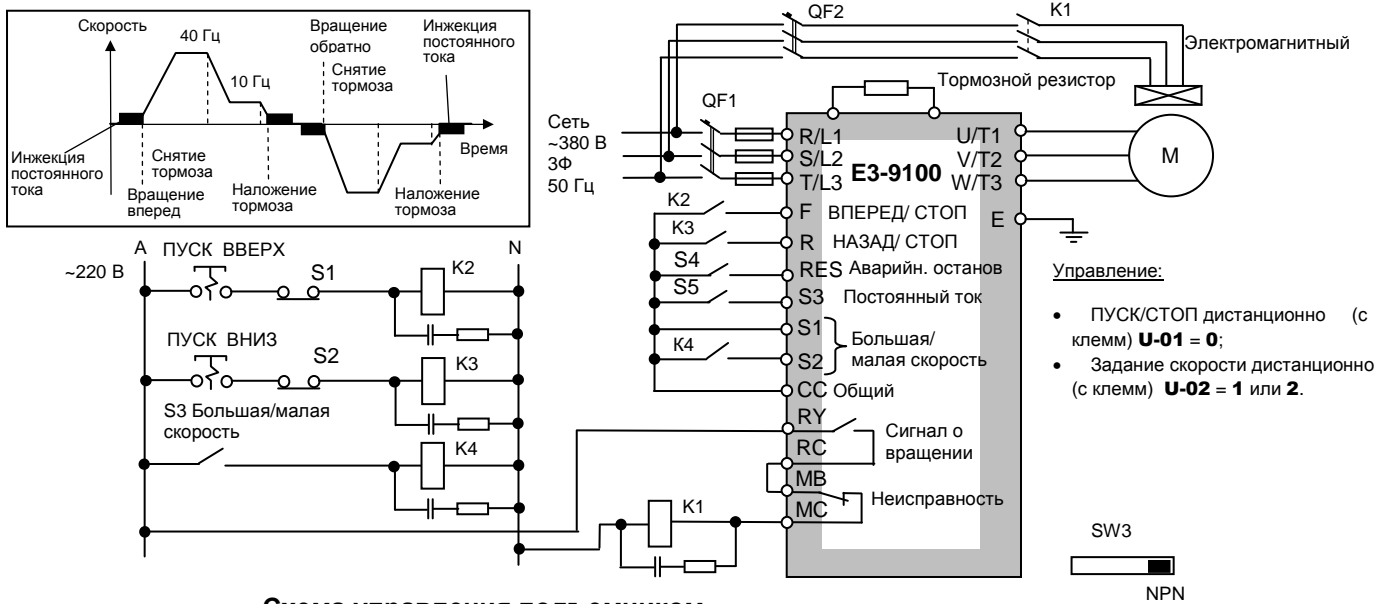 Скорость
40 Гц
10 Гц
Вращение
обратно
Снятие
тормоза
Инжекция
постоянного
тока
Время
Инжекция
постоянного
тока
Снятие
тормоза
Вращение
вперед
Наложение
тормоза
Наложение
тормоза
QF2
K1
Электромагнитный
Тормозной резистор
QF1
Сеть
~380 В
3Ф
50 Гц
R/L1
S/L2
T/L3
E3-9100
U/T1
V/T2
W/T3
E
M
K2
F
ВПЕРЕД/ СТОП
K3
R
НАЗАД/ СТОП
S4
RES
Аварийн. останов
S5
S3
Постоянный ток
S1
K4
S2
Большая/
малая скорость
CC
Общий
RY
RC
Сигнал о
вращении
MB
MC
Неисправность
K1
A
N
~220 В
ПУСК ВВЕРХ
S1
K2
ПУСК ВНИЗ
S2
K3
S3 Большая/малая
скорость
K4
Управление:
• ПУСК/СТОП дистанционно (с
клемм) U-01 = 0;
• Задание скорости дистанционно
(с клемм) U-02 = 1 или 2.
SW3
NPN
Схема управления подъемником